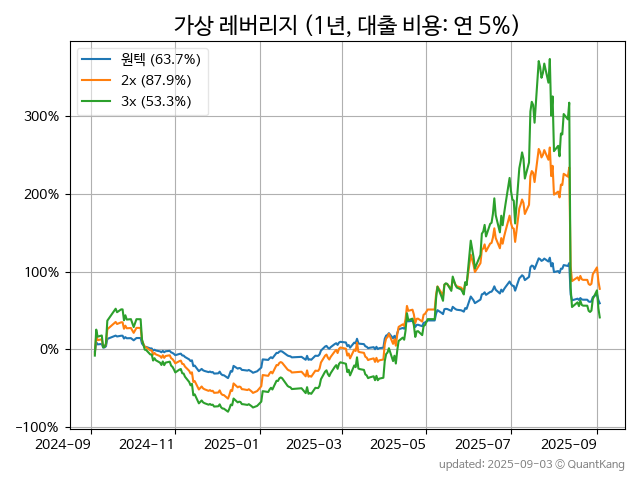 가상 레버리지 (1년, 대출 비용: 연 5%)
원텍 (63.7%)
2x (87.9%)
3x (53.3%)
300%
200%
100%
0%
−100%
2024-09 2024-11 2025-01 2025-03 2025-05 2025-07 2025-09
updated: 2025-09-03 © QuantKang